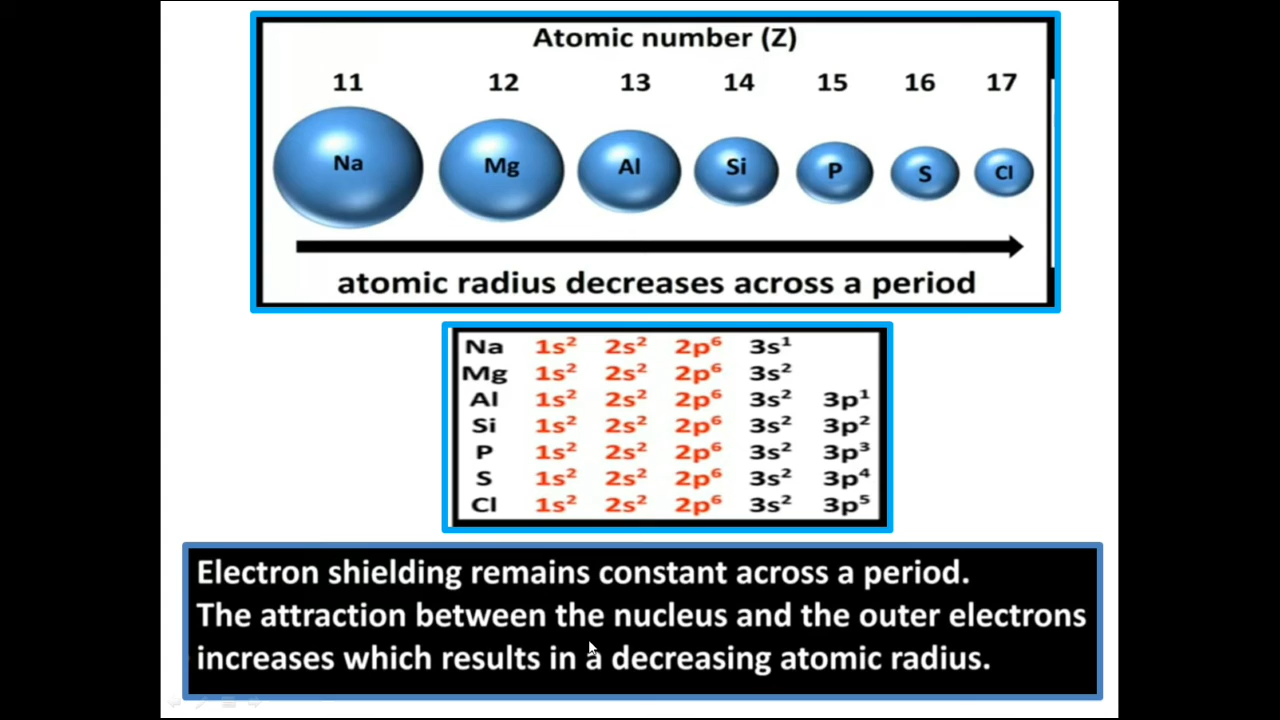 Atomic number (Z)
11 12 13 14 15 16 17
Na Mg Al Si P S Cl
atomic radius decreases across a period
Na 1s² 2s² 2p⁶ 3s¹
Mg 1s² 2s² 2p⁶ 3s²
Al 1s² 2s² 2p⁶ 3s² 3p¹
Si 1s² 2s² 2p⁶ 3s² 3p²
P 1s² 2s² 2p⁶ 3s² 3p³
S 1s² 2s² 2p⁶ 3s² 3p⁴
Cl 1s² 2s² 2p⁶ 3s² 3p⁵
Electron shielding remains constant across a period.
The attraction between the nucleus and the outer electrons
increases which results in a decreasing atomic radius.